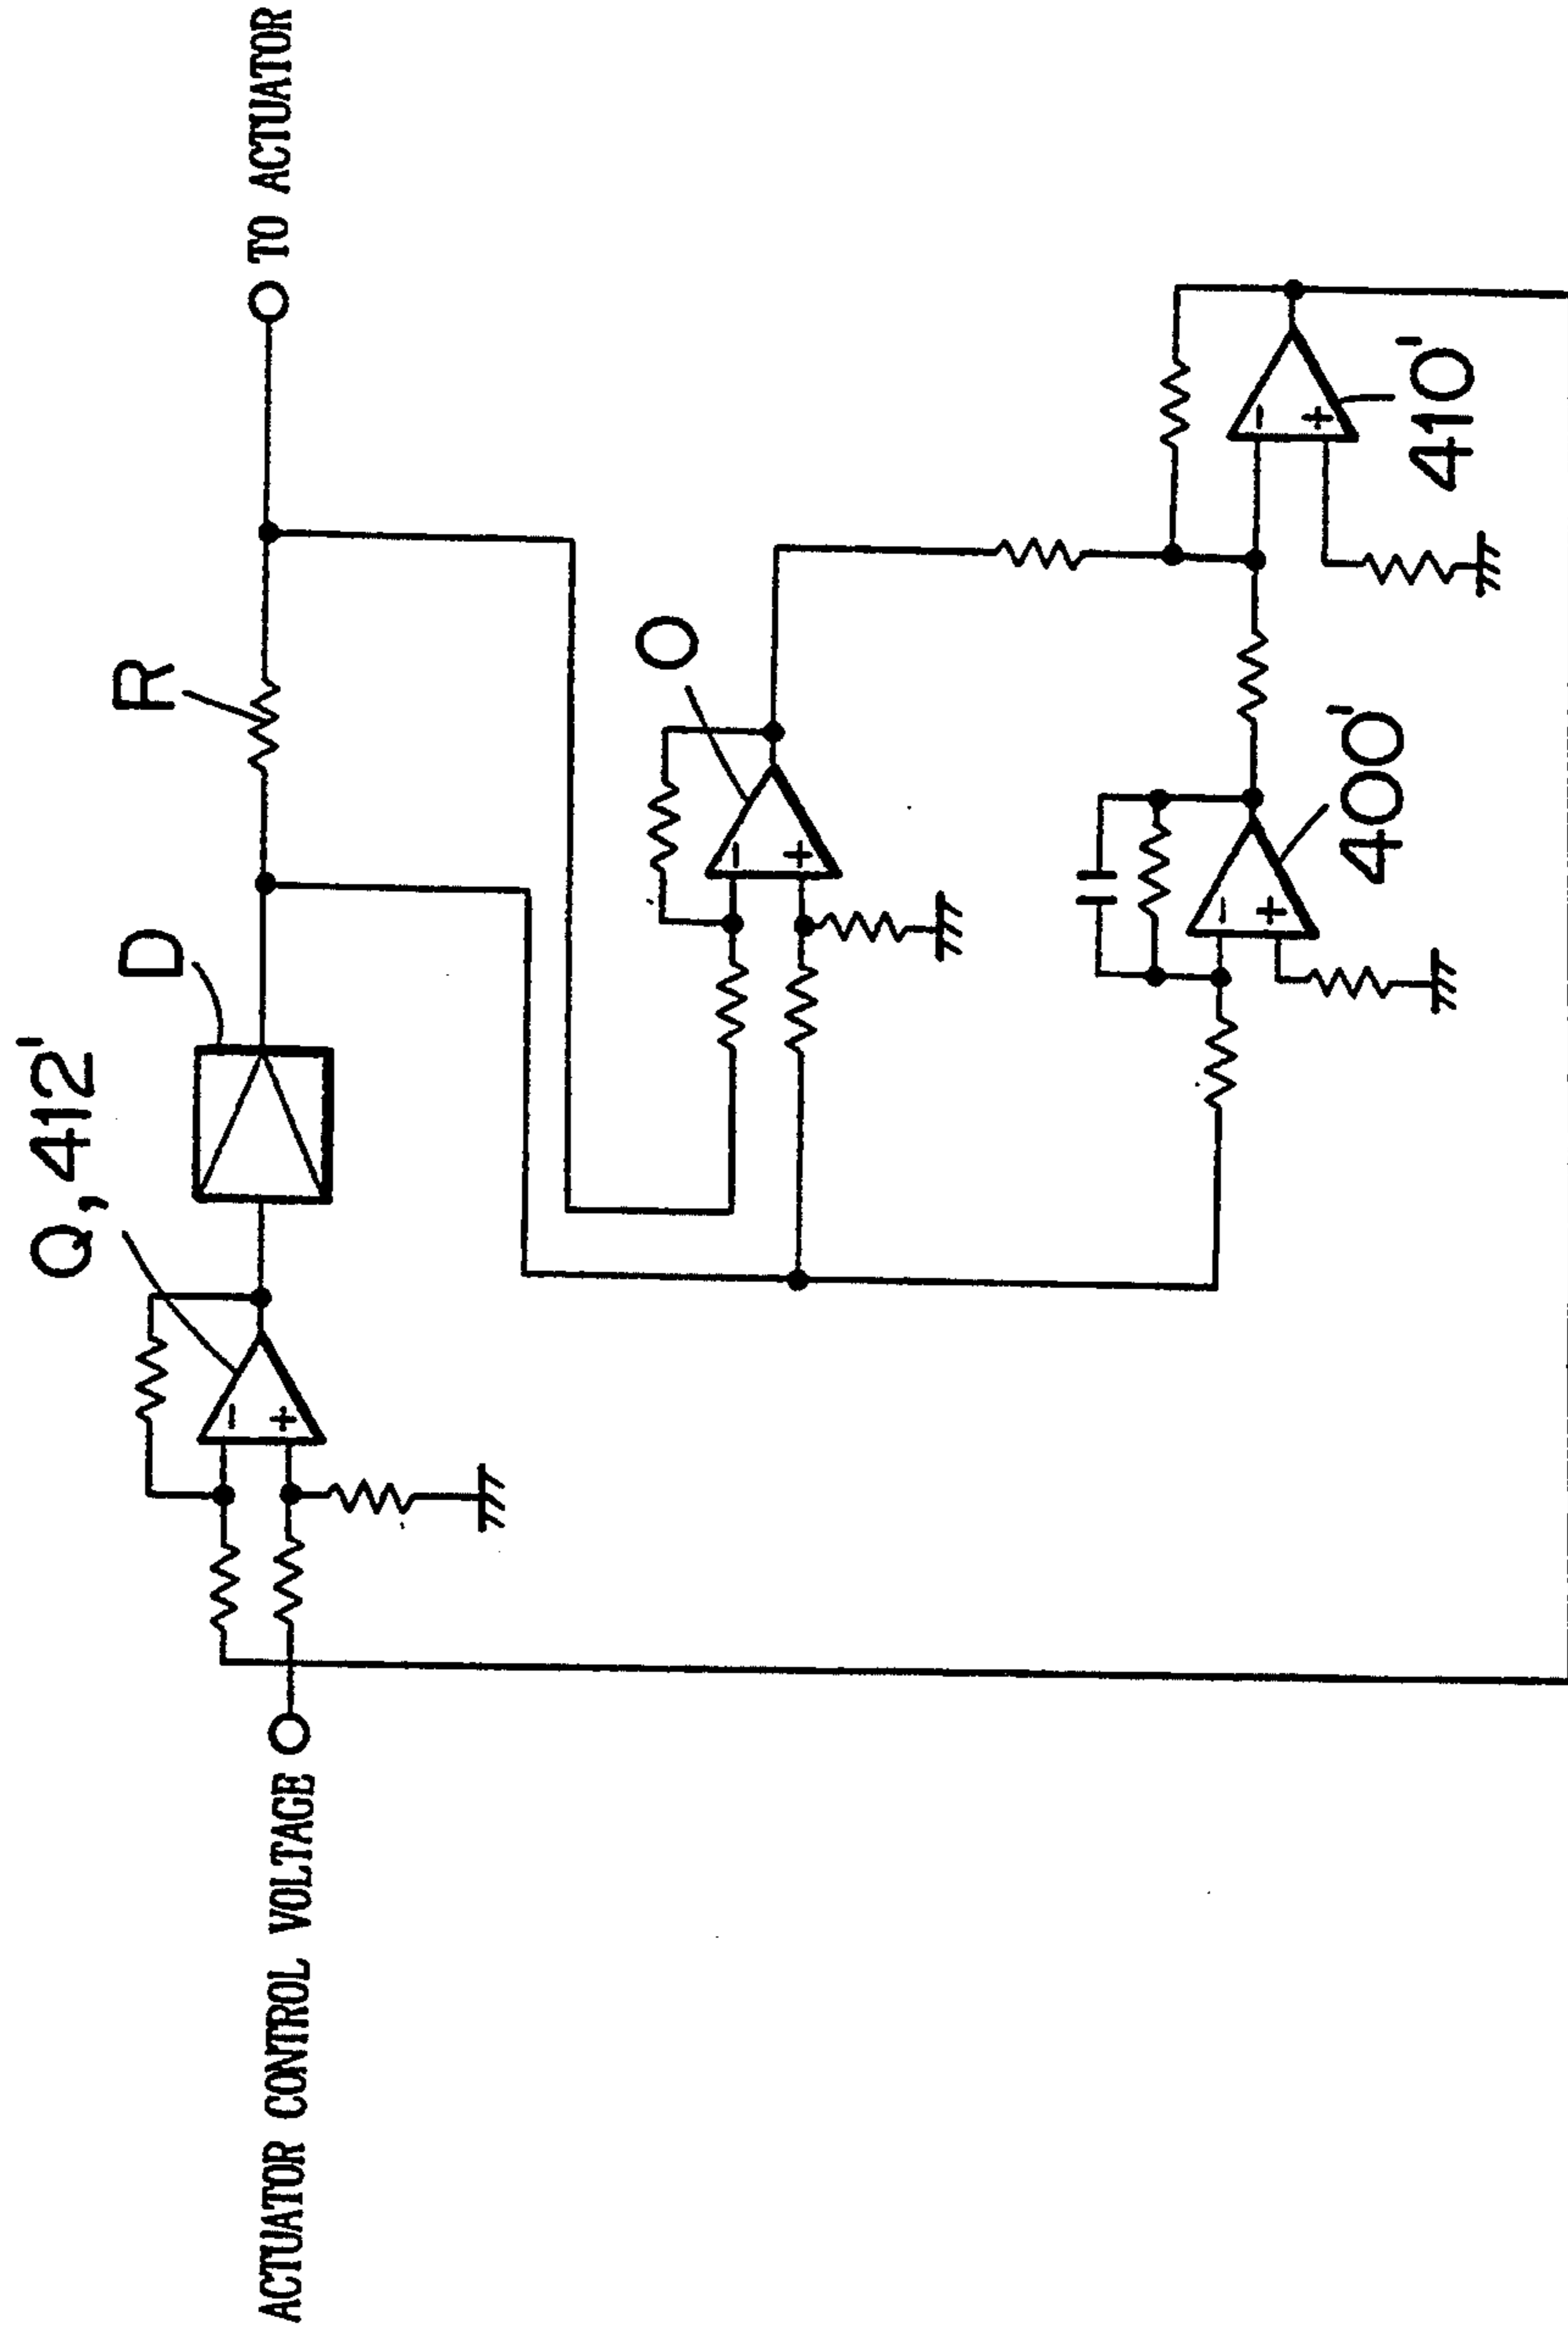 ACTUATOR CONTROL VOLTAGE
Q, 412'
D
R
TO ACTUATOR
O
400'
410'
− +
− +
− +
− +